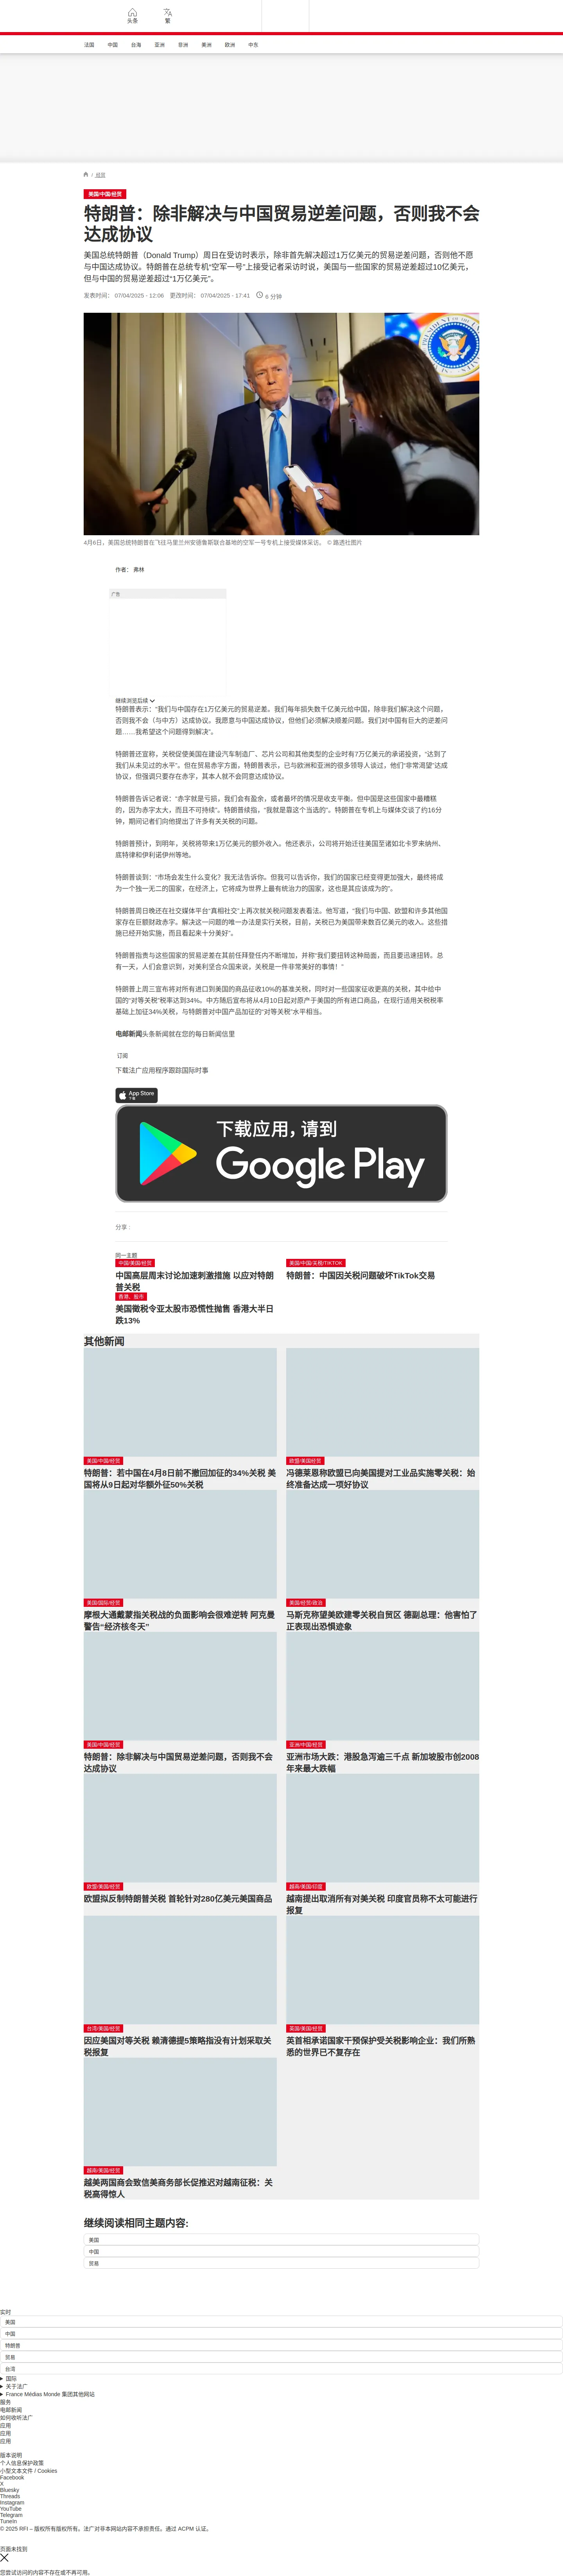 头条
繁
法国 中国 台海 亚洲 非洲 美洲 欧洲 中东
/ 经贸
美国/中国/经贸
特朗普：除非解决与中国贸易逆差问题，否则我不会
达成协议
美国总统特朗普（Donald Trump）周日在受访时表示，除非首先解决超过1万亿美元的贸易逆差问题，否则他不愿
与中国达成协议。特朗普在总统专机“空军一号”上接受记者采访时说，美国与一些国家的贸易逆差超过10亿美元，
但与中国的贸易逆差超过“1万亿美元”。
发表时间： 07/04/2025 - 12:06 更改时间： 07/04/2025 - 17:41 6 分钟
4月6日，美国总统特朗普在飞往马里兰州安德鲁斯联合基地的空军一号专机上接受媒体采访。 © 路透社图片
作者： 弗林
广告
继续浏览后续
特朗普表示：“我们与中国存在1万亿美元的贸易逆差。我们每年损失数千亿美元给中国，除非我们解决这个问题，
否则我不会（与中方）达成协议。我愿意与中国达成协议，但他们必须解决顺差问题。我们对中国有巨大的逆差问
题……我希望这个问题得到解决”。
特朗普还宣称，关税促使美国在建设汽车制造厂、芯片公司和其他类型的企业时有7万亿美元的承诺投资，“达到了
我们从未见过的水平”。但在贸易赤字方面，特朗普表示，已与欧洲和亚洲的很多领导人谈过，他们“非常渴望”达成
协议，但强调只要存在赤字，其本人就不会同意达成协议。
特朗普告诉记者说：“赤字就是亏损，我们会有盈余，或者最坏的情况是收支平衡。但中国是这些国家中最糟糕
的，因为赤字太大，而且不可持续”。特朗普续指，“我就是靠这个当选的”。特朗普在专机上与媒体交谈了约16分
钟，期间记者们向他提出了许多有关关税的问题。
特朗普预计，到明年，关税将带来1万亿美元的额外收入。他还表示，公司将开始迁往美国至诸如北卡罗来纳州、
底特律和伊利诺伊州等地。
特朗普谈到：“市场会发生什么变化？我无法告诉你。但我可以告诉你，我们的国家已经变得更加强大，最终将成
为一个独一无二的国家，在经济上，它将成为世界上最有统治力的国家，这也是其应该成为的”。
特朗普周日晚还在社交媒体平台“真相社交”上再次就关税问题发表看法。他写道，“我们与中国、欧盟和许多其他国
家存在巨额财政赤字。解决这一问题的唯一办法是实行关税，目前，关税已为美国带来数百亿美元的收入。这些措
施已经开始实施，而且看起来十分美好”。
特朗普指责与这些国家的贸易逆差在其前任拜登任内不断增加，并称“我们要扭转这种局面，而且要迅速扭转。总
有一天，人们会意识到，对美利坚合众国来说，关税是一件非常美好的事情！”
特朗普上周三宣布将对所有进口到美国的商品征收10%的基准关税，同时对一些国家征收更高的关税，其中给中
国的“对等关税”税率达到34%。中方随后宣布将从4月10日起对原产于美国的所有进口商品，在现行适用关税税率
基础上加征34%关税，与特朗普对中国产品加征的“对等关税”水平相当。
电邮新闻头条新闻就在您的每日新闻信里
订阅
下载法广应用程序跟踪国际时事
App Store
下载
下载应用，请到
Google Play
分享 :
同一主题
中国/美国/经贸
中国高层周末讨论加速刺激措施 以应对特朗
普关税
美国/中国/关税/TIKTOK
特朗普：中国因关税问题破坏TikTok交易
香港、股市
美国徵税令亚太股市恐慌性抛售 香港大半日
跌13%
其他新闻
美国/中国/经贸
特朗普：若中国在4月8日前不撤回加征的34%关税 美
国将从9日起对华额外征50%关税
欧盟/美国经贸
冯德莱恩称欧盟已向美国提对工业品实施零关税：始
终准备达成一项好协议
美国/国际/经贸
摩根大通戴蒙指关税战的负面影响会很难逆转 阿克曼
警告“经济核冬天”
美国/经贸/政治
马斯克称望美欧建零关税自贸区 德副总理：他害怕了
正表现出恐惧迹象
美国/中国/经贸
特朗普：除非解决与中国贸易逆差问题，否则我不会
达成协议
亚洲/中国/经贸
亚洲市场大跌：港股急泻逾三千点 新加坡股市创2008
年来最大跌幅
欧盟/美国/经贸
欧盟拟反制特朗普关税 首轮针对280亿美元美国商品
越南/美国/印度
越南提出取消所有对美关税 印度官员称不太可能进行
报复
台湾/美国/经贸
因应美国对等关税 赖清德提5策略指没有计划采取关
税报复
英国/美国/经贸
英首相承诺国家干预保护受关税影响企业：我们所熟
悉的世界已不复存在
越南/美国/经贸
越美两国商会致信美商务部长促推迟对越南征税：关
税高得惊人
继续阅读相同主题内容:
美国
中国
贸易
实时
美国
中国
特朗普
贸易
台湾
国际
关于法广
France Médias Monde 集团其他网站
服务
电邮新闻
如何收听法广
应用
应用
应用
版本说明
个人信息保护政策
小型文本文件 / Cookies
Facebook
X
Bluesky
Threads
Instagram
YouTube
Telegram
TuneIn
© 2025 RFI – 版权所有版权所有。法广对非本网站内容不承担责任。通过 ACPM 认证。
页面未找到
您尝试访问的内容不存在或不再可用。